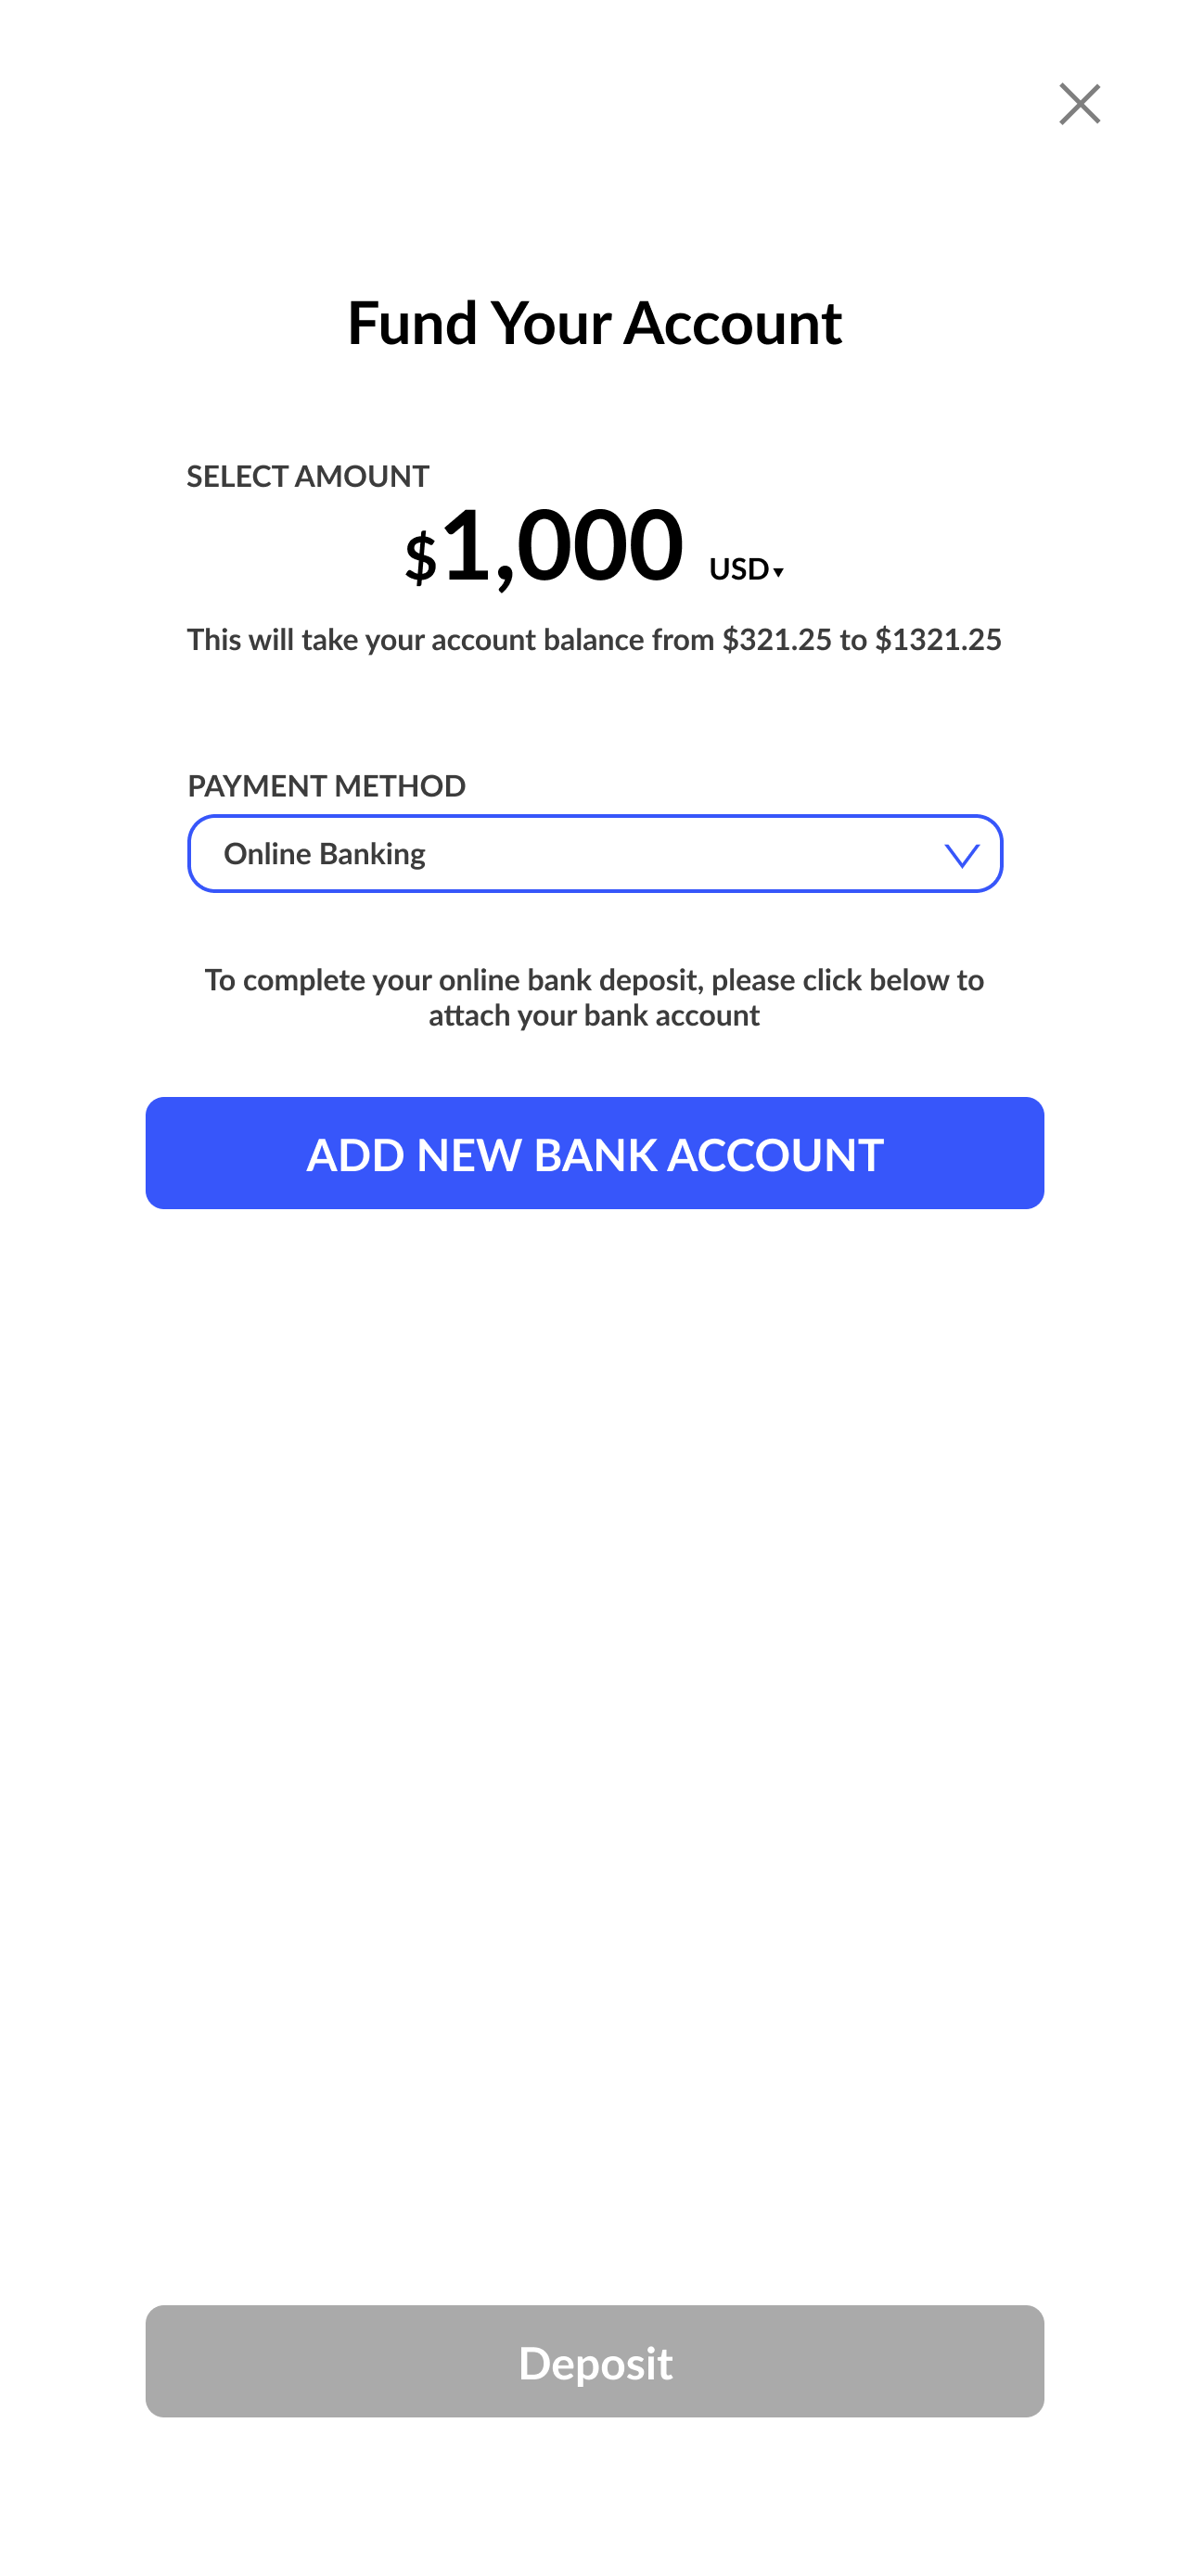 Fund Your Account
SELECT AMOUNT
$1,000 USD
This will take your account balance from $321.25 to $1321.25
PAYMENT METHOD
Online Banking
To complete your online bank deposit, please click below to
attach your bank account
ADD NEW BANK ACCOUNT
Deposit